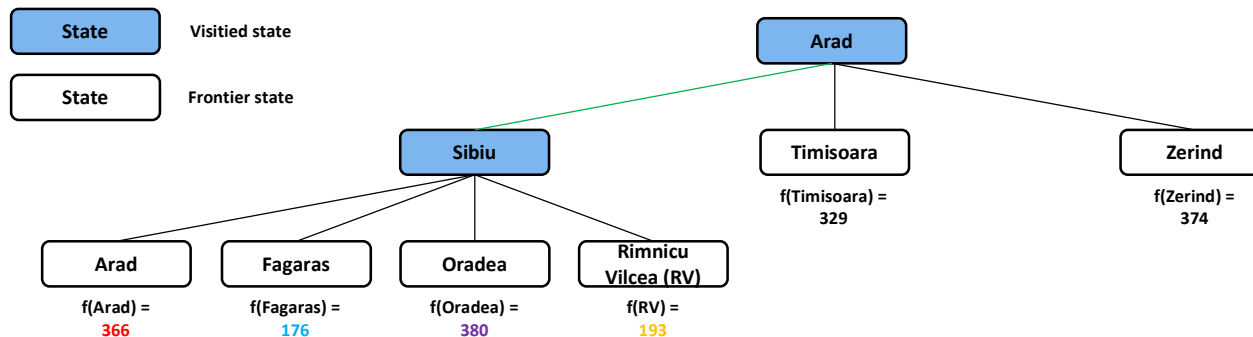 State
Visitied state
State
Frontier state
Arad
Sibiu
Timisoara
Zerind
f(Timisoara) =
329
f(Zerind) =
374
Arad
Fagaras
Oradea
Rimnicu
Vilcea (RV)
f(Arad) =
366
f(Fagaras) =
176
f(Oradea) =
380
f(RV) =
193